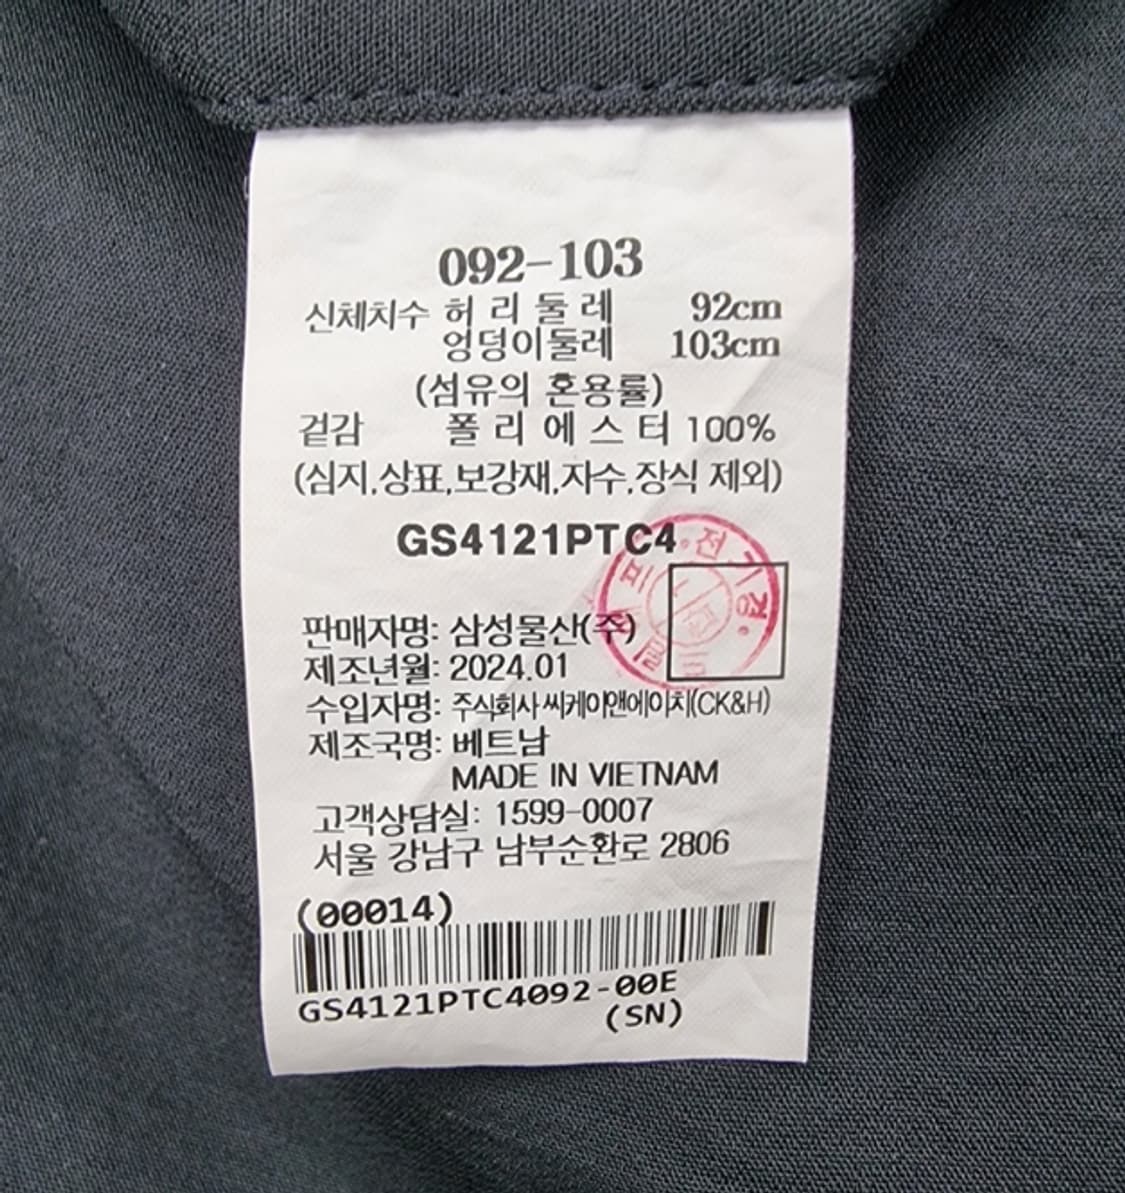 092-103
신체치수 허리둘레 92cm
엉덩이둘레 103cm
(섬유의 혼용률)
겉감 폴리에스터 100%
(심지,상표,보강재,자수,장식 제외)
GS4121PTC4
판매자명: 삼성물산(주)
제조년월: 2024.01
수입자명: 주식회사 씨케이앤에이치(CK&H)
제조국명: 베트남
MADE IN VIETNAM
고객상담실: 1599-0007
서울 강남구 남부순환로 2806
(00014)
GS4121PTC4092-00E
(SN)